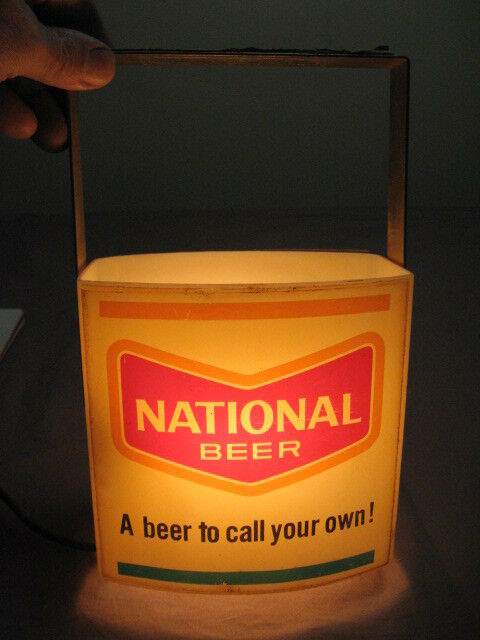 NATIONAL
BEER
A beer to call your own!